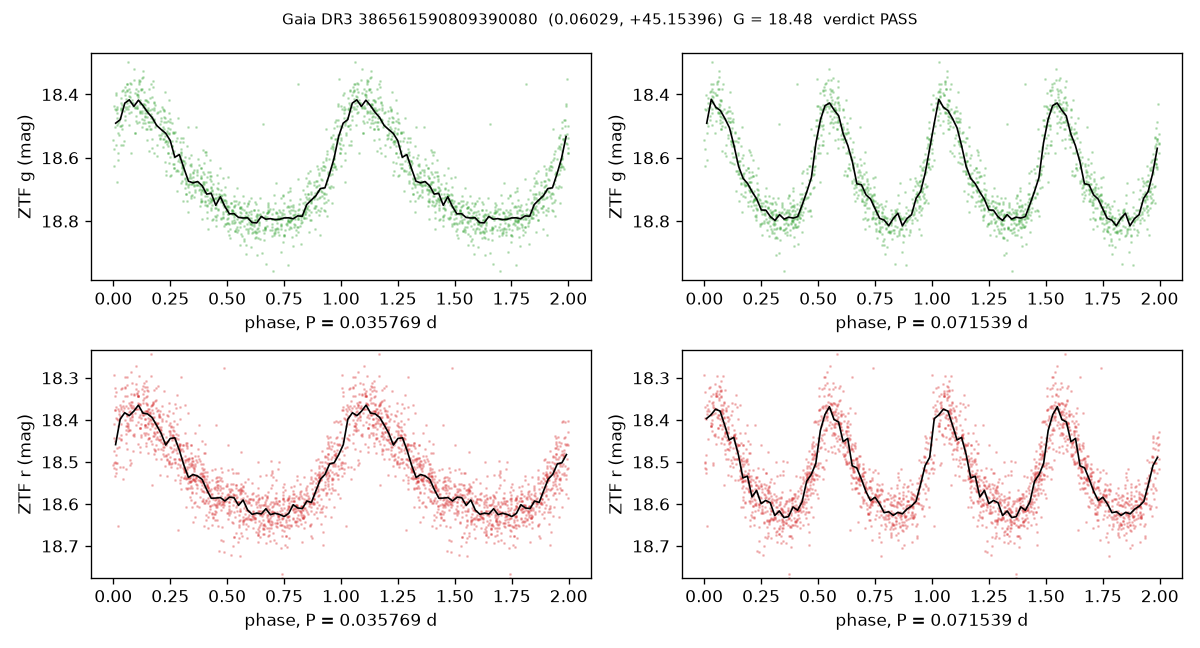 Gaia DR3 386561590809390080 (0.06029, +45.15396) G = 18.48 verdict PASS
ZTF g (mag)
18.4
18.6
18.8
0.00 0.25 0.50 0.75 1.00 1.25 1.50 1.75 2.00
phase, P = 0.035769 d
ZTF g (mag)
18.4
18.6
18.8
0.00 0.25 0.50 0.75 1.00 1.25 1.50 1.75 2.00
phase, P = 0.071539 d
ZTF r (mag)
18.3
18.4
18.5
18.6
18.7
0.00 0.25 0.50 0.75 1.00 1.25 1.50 1.75 2.00
phase, P = 0.035769 d
ZTF r (mag)
18.3
18.4
18.5
18.6
18.7
0.00 0.25 0.50 0.75 1.00 1.25 1.50 1.75 2.00
phase, P = 0.071539 d